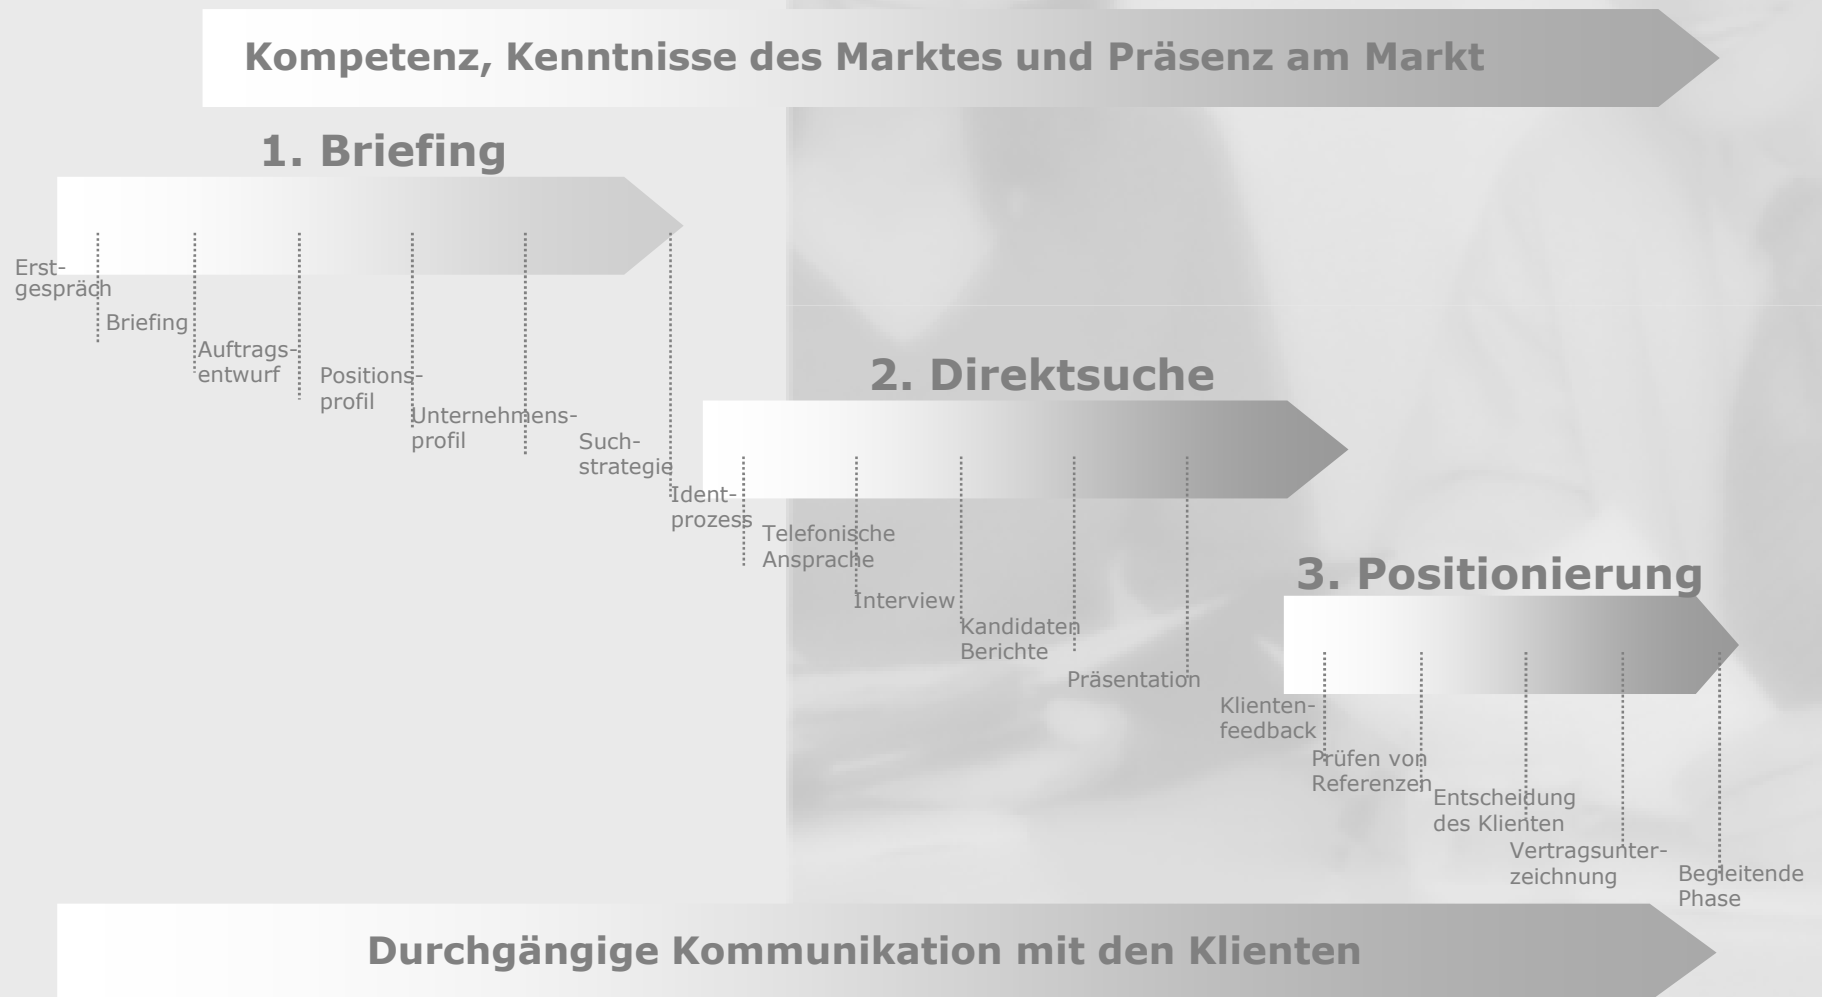 Kompetenz, Kenntnisse des Marktes und Präsenz am Markt
1. Briefing
Erst-
gespräch
Briefing
Auftrags-
entwurf
Positions-
profil
Unternehmens-
profil
Such-
strategie
2. Direktsuche
Ident-
prozess
Telefonische
Ansprache
Interview
Kandidaten
Berichte
Präsentation
3. Positionierung
Klienten-
feedback
Prüfen von
Referenzen
Entscheidung
des Klienten
Vertragsunter-
zeichnung
Begleitende
Phase
Durchgängige Kommunikation mit den Klienten